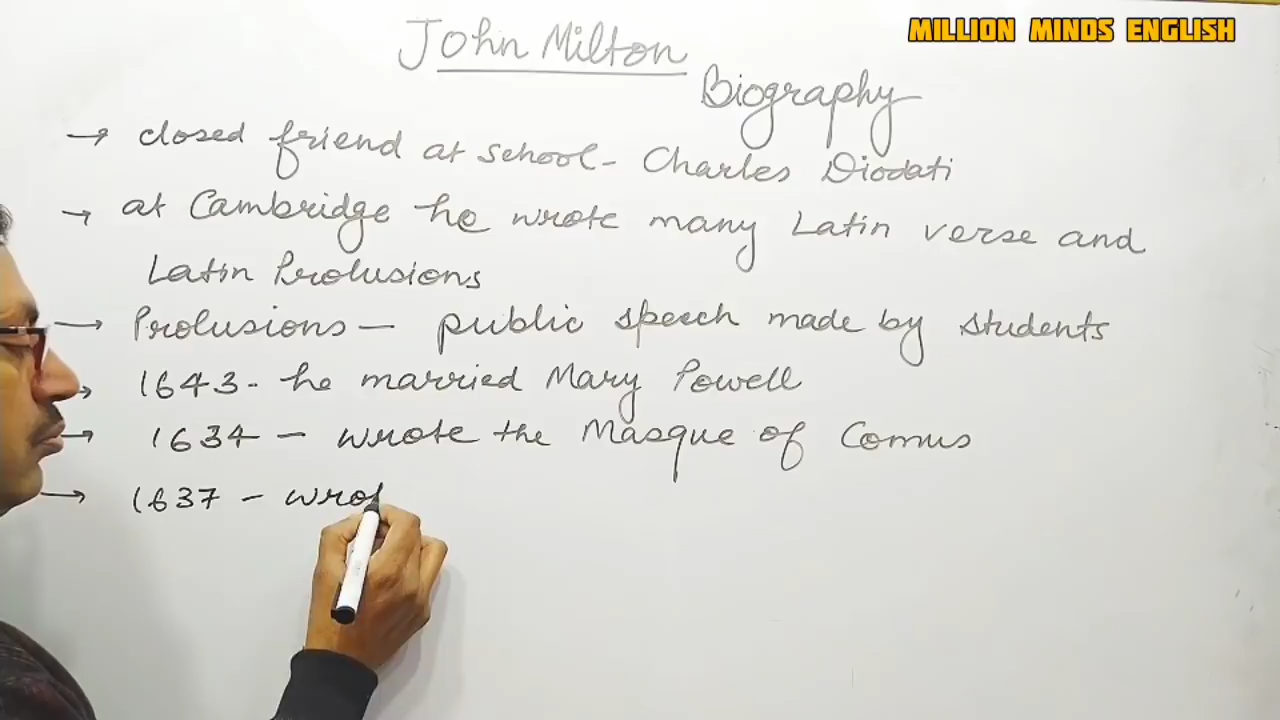 MILLION MINDS ENGLISH
John Milton
Biography
→ closed friend at school - Charles Diodati
→ at Cambridge he wrote many Latin verse and
Latin Prolusions
→ Prolusions — public speech made by students
→ 1643 - he married Mary Powell
→ 1634 - wrote the Masque of Comus
→ 1637 - wrot